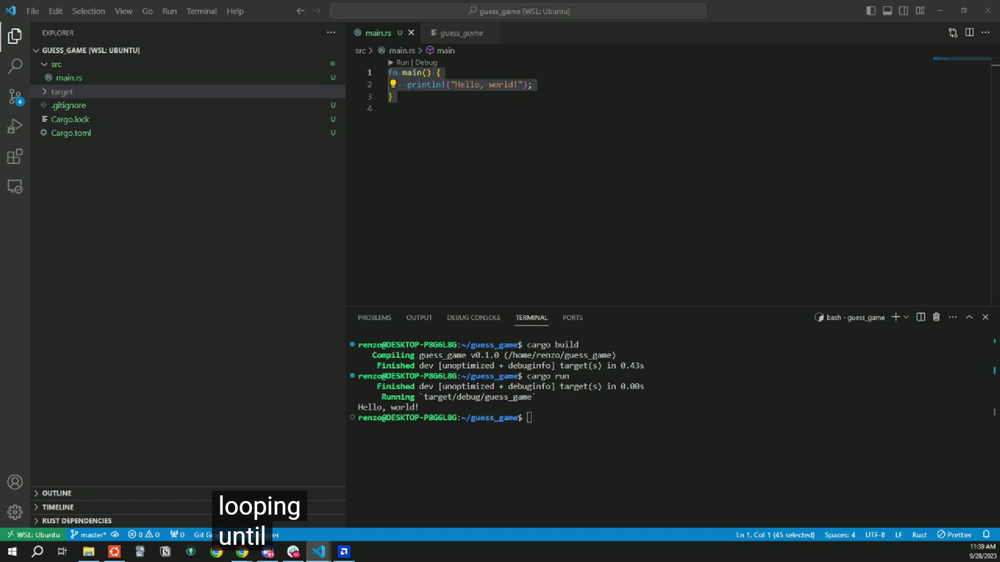 File Edit Selection View Go Run Terminal Help
guess_game [WSL: Ubuntu]
EXPLORER
GUESS_GAME [WSL: UBUNTU]
src
main.rs U
target
.gitignore U
Cargo.lock U
Cargo.toml U
4
OUTLINE
TIMELINE
RUST DEPENDENCIES
main.rs U
guess_game
src > main.rs > main
Run | Debug
1 fn main() {
2 println!("Hello, world!");
3 }
4
PROBLEMS OUTPUT DEBUG CONSOLE TERMINAL PORTS
bash - guess_game
renzo@DESKTOP-P8G6L8G:~/guess_game$ cargo build
Compiling guess_game v0.1.0 (/home/renzo/guess_game)
Finished dev [unoptimized + debuginfo] target(s) in 0.43s
renzo@DESKTOP-P8G6L8G:~/guess_game$ cargo run
Finished dev [unoptimized + debuginfo] target(s) in 0.00s
Running `target/debug/guess_game`
Hello, world!
renzo@DESKTOP-P8G6L8G:~/guess_game$
looping
until
WSL: Ubuntu master* 0 0 0 Git
Ln 1, Col 1 (45 selected) Spaces: 4 UTF-8 LF Rust Prettier
11:39 AM
9/28/2023